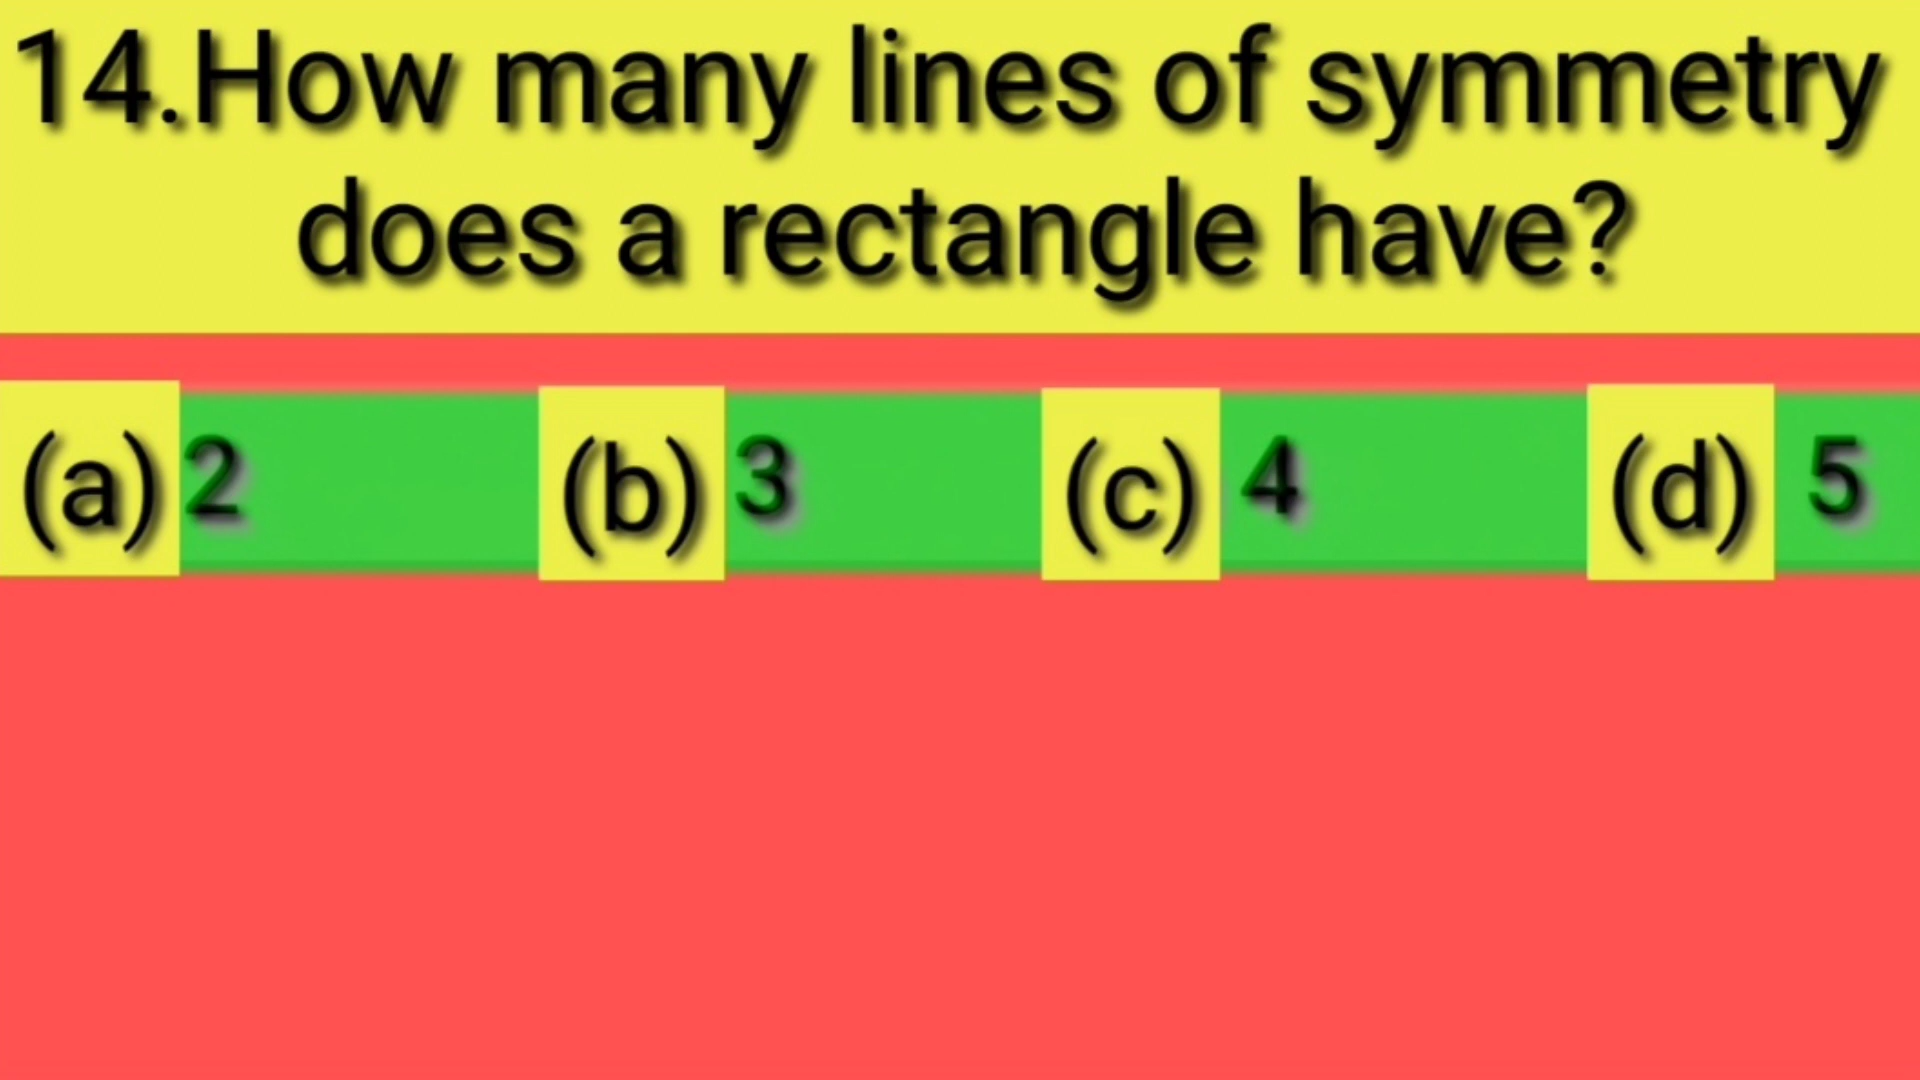 14.How many lines of symmetry
does a rectangle have?
(a) 2 (b) 3 (c) 4 (d) 5